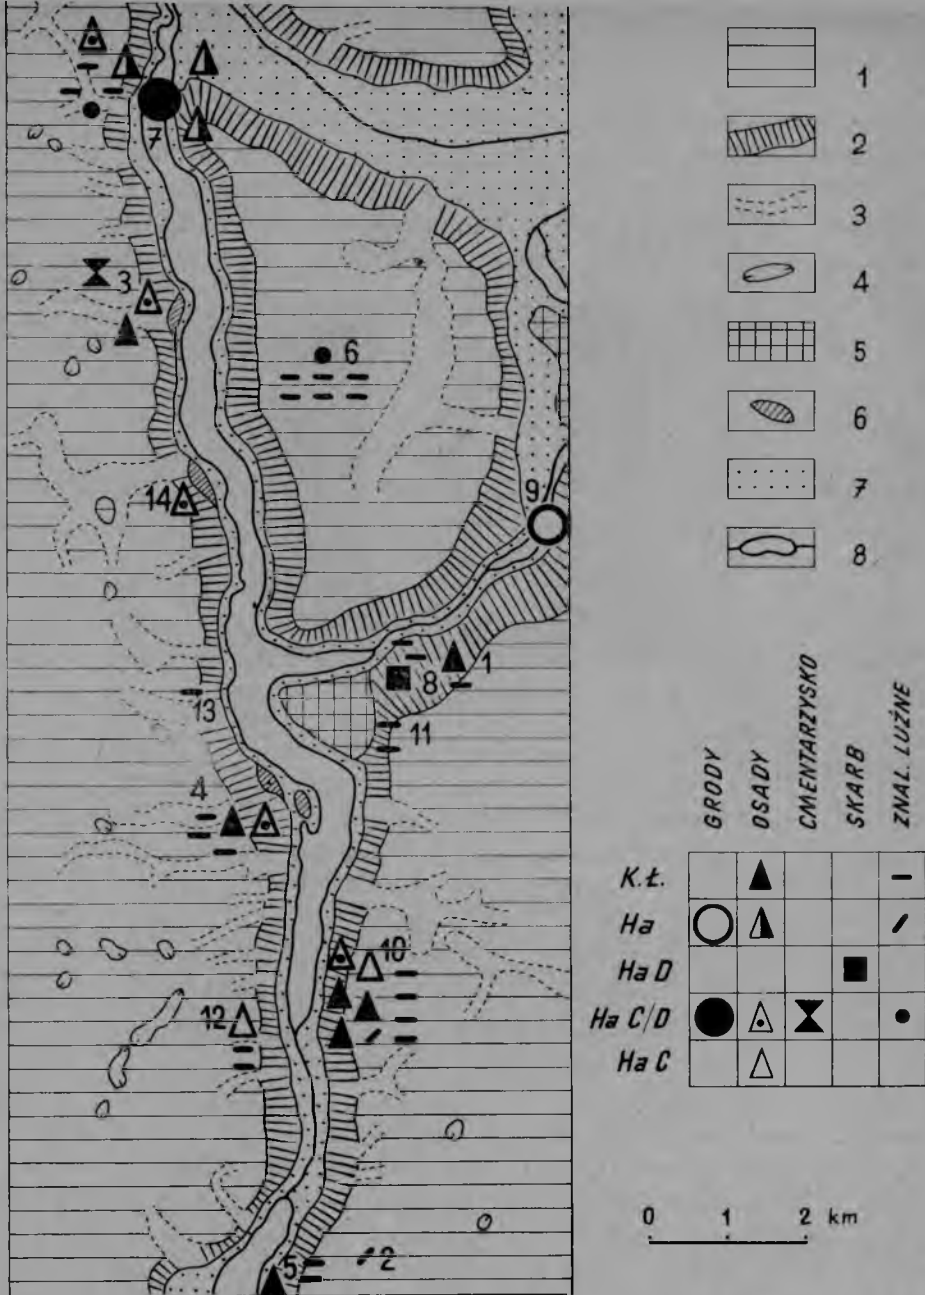 7
3
6
14
9
1
8
13
11
4
10
12
5
2
1
2
3
4
5
6
7
8
GRODY
OSADY
CMENTARZYSKO
SKARB
ZNAL. LUŹNE
K.Ł.
Ha
Ha D
Ha C/D
Ha C
0 1 2 km